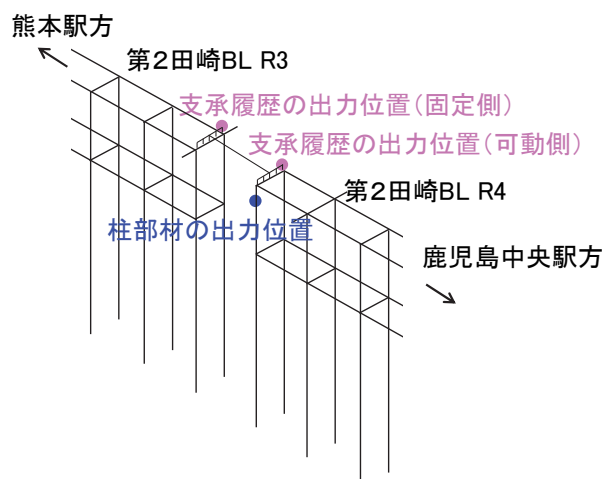 熊本駅方
第２田崎BL R3
支承履歴の出力位置（固定側）
支承履歴の出力位置（可動側）
第２田崎BL R4
柱部材の出力位置
鹿児島中央駅方